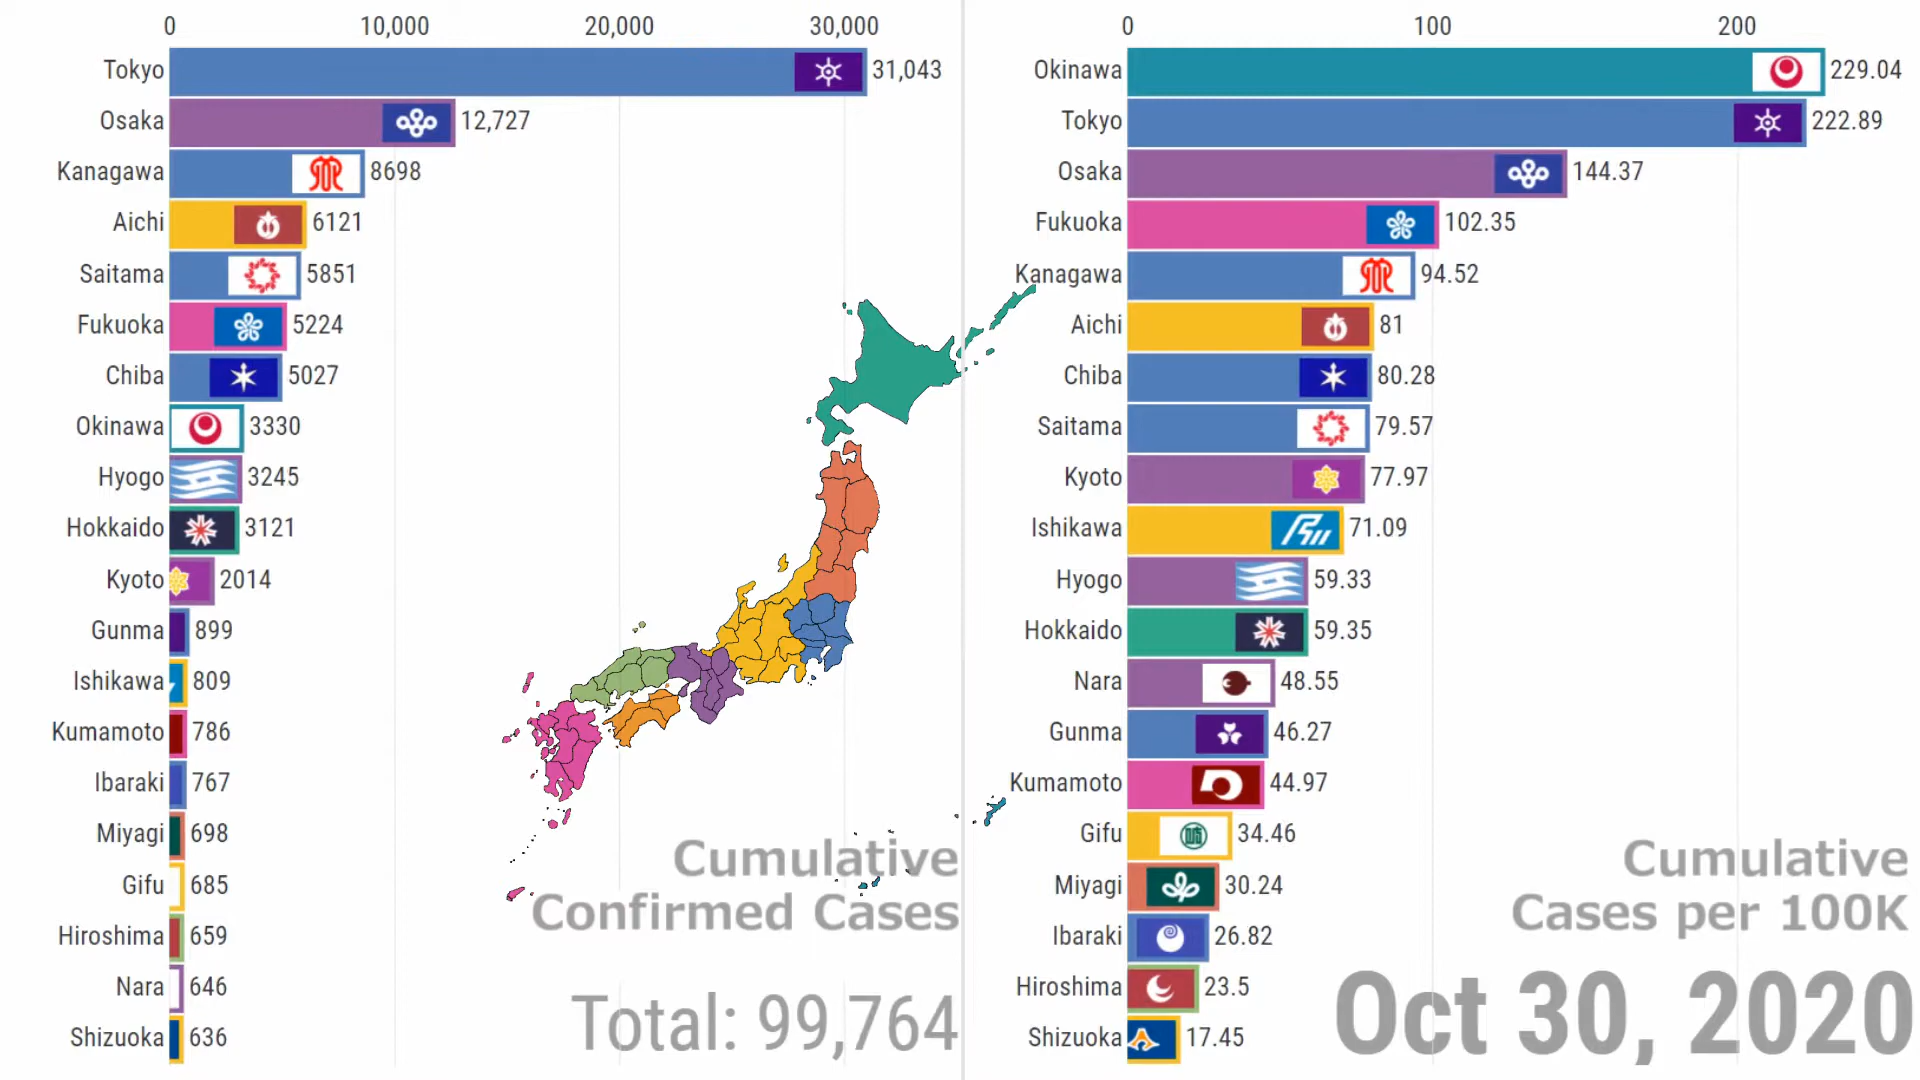 0 10,000 20,000 30,000
Tokyo 31,043
Osaka 12,727
Kanagawa 8698
Aichi 6121
Saitama 5851
Fukuoka 5224
Chiba 5027
Okinawa 3330
Hyogo 3245
Hokkaido 3121
Kyoto 2014
Gunma 899
Ishikawa 809
Kumamoto 786
Ibaraki 767
Miyagi 698
Gifu 685
Hiroshima 659
Nara 646
Shizuoka 636
Cumulative
Confirmed Cases
Total: 99,764
0 100 200
Okinawa 229.04
Tokyo 222.89
Osaka 144.37
Fukuoka 102.35
Kanagawa 94.52
Aichi 81
Chiba 80.28
Saitama 79.57
Kyoto 77.97
Ishikawa 71.09
Hyogo 59.33
Hokkaido 59.35
Nara 48.55
Gunma 46.27
Kumamoto 44.97
Gifu 34.46
Miyagi 30.24
Ibaraki 26.82
Hiroshima 23.5
Shizuoka 17.45
Cumulative
Cases per 100K
Oct 30, 2020